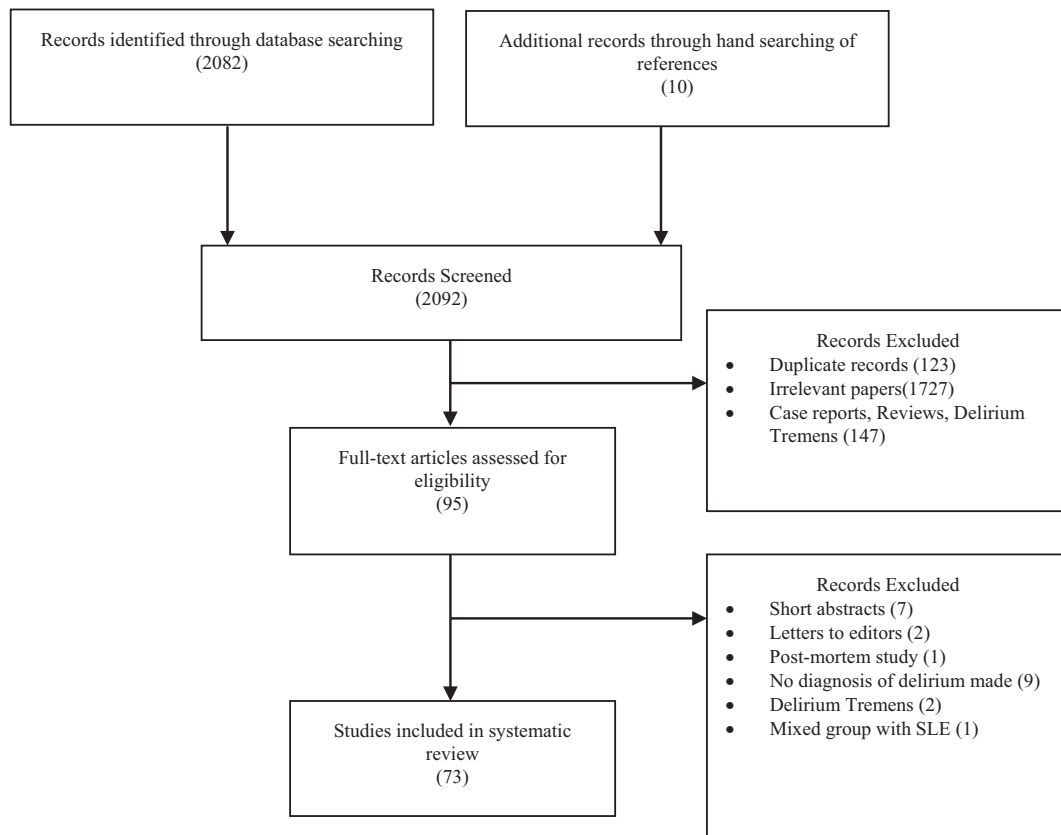 Records identified through database searching
(2082)
Additional records through hand searching of
references
(10)
Records Screened
(2092)
Records Excluded
• Duplicate records (123)
• Irrelevant papers(1727)
• Case reports, Reviews, Delirium
Tremens (147)
Full-text articles assessed for
eligibility
(95)
Records Excluded
• Short abstracts (7)
• Letters to editors (2)
• Post-mortem study (1)
• No diagnosis of delirium made (9)
• Delirium Tremens (2)
• Mixed group with SLE (1)
Studies included in systematic
review
(73)